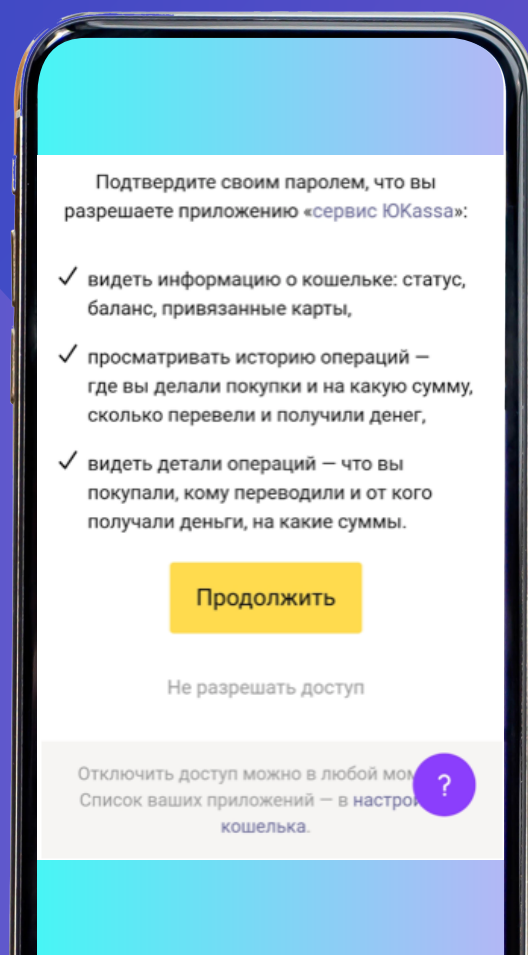 Подтвердите своим паролем, что вы
разрешаете приложению «сервис ЮKassa»:
видеть информацию о кошельке: статус,
баланс, привязанные карты,
просматривать историю операций —
где вы делали покупки и на какую сумму,
сколько перевели и получили денег,
видеть детали операций — что вы
покупали, кому переводили и от кого
получали деньги, на какие суммы.
Продолжить
Не разрешать доступ
Отключить доступ можно в любой мом
Список ваших приложений — в настрой
кошелька.
?